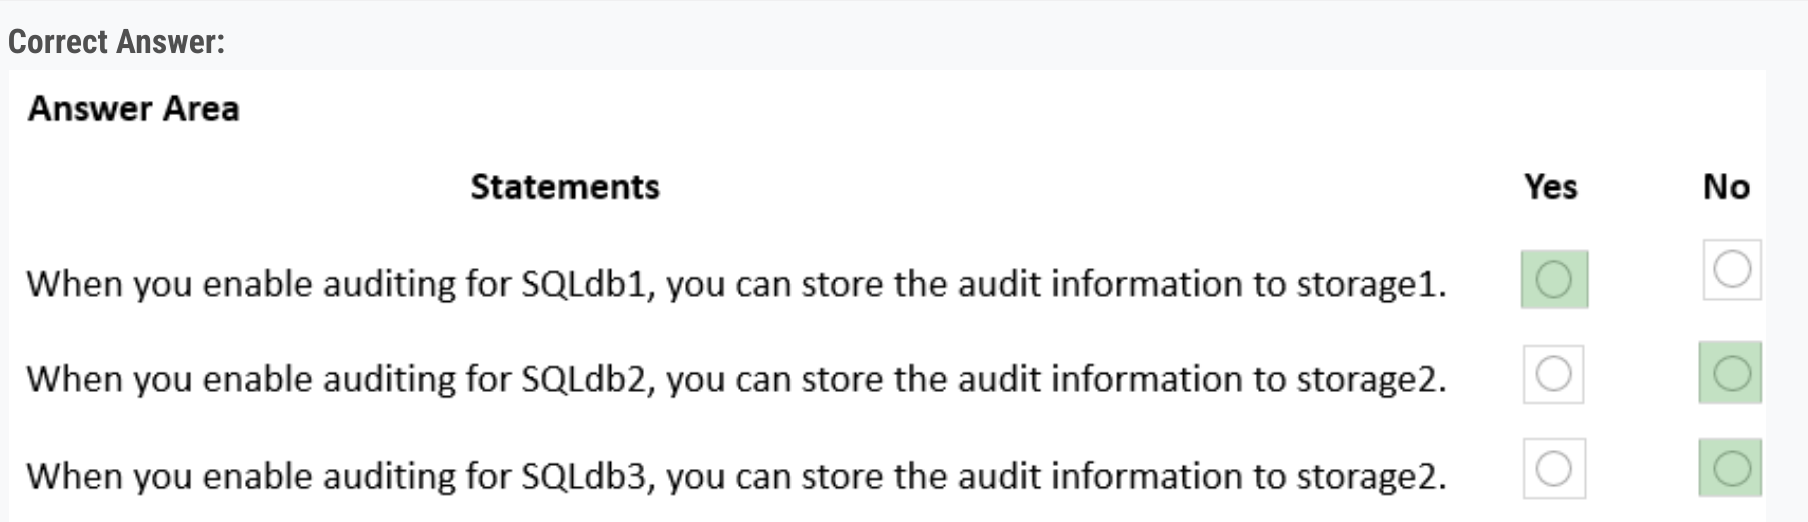 Correct Answer:
Answer Area
Statements Yes No
When you enable auditing for SQLdb1, you can store the audit information to storage1.
When you enable auditing for SQLdb2, you can store the audit information to storage2.
When you enable auditing for SQLdb3, you can store the audit information to storage2.